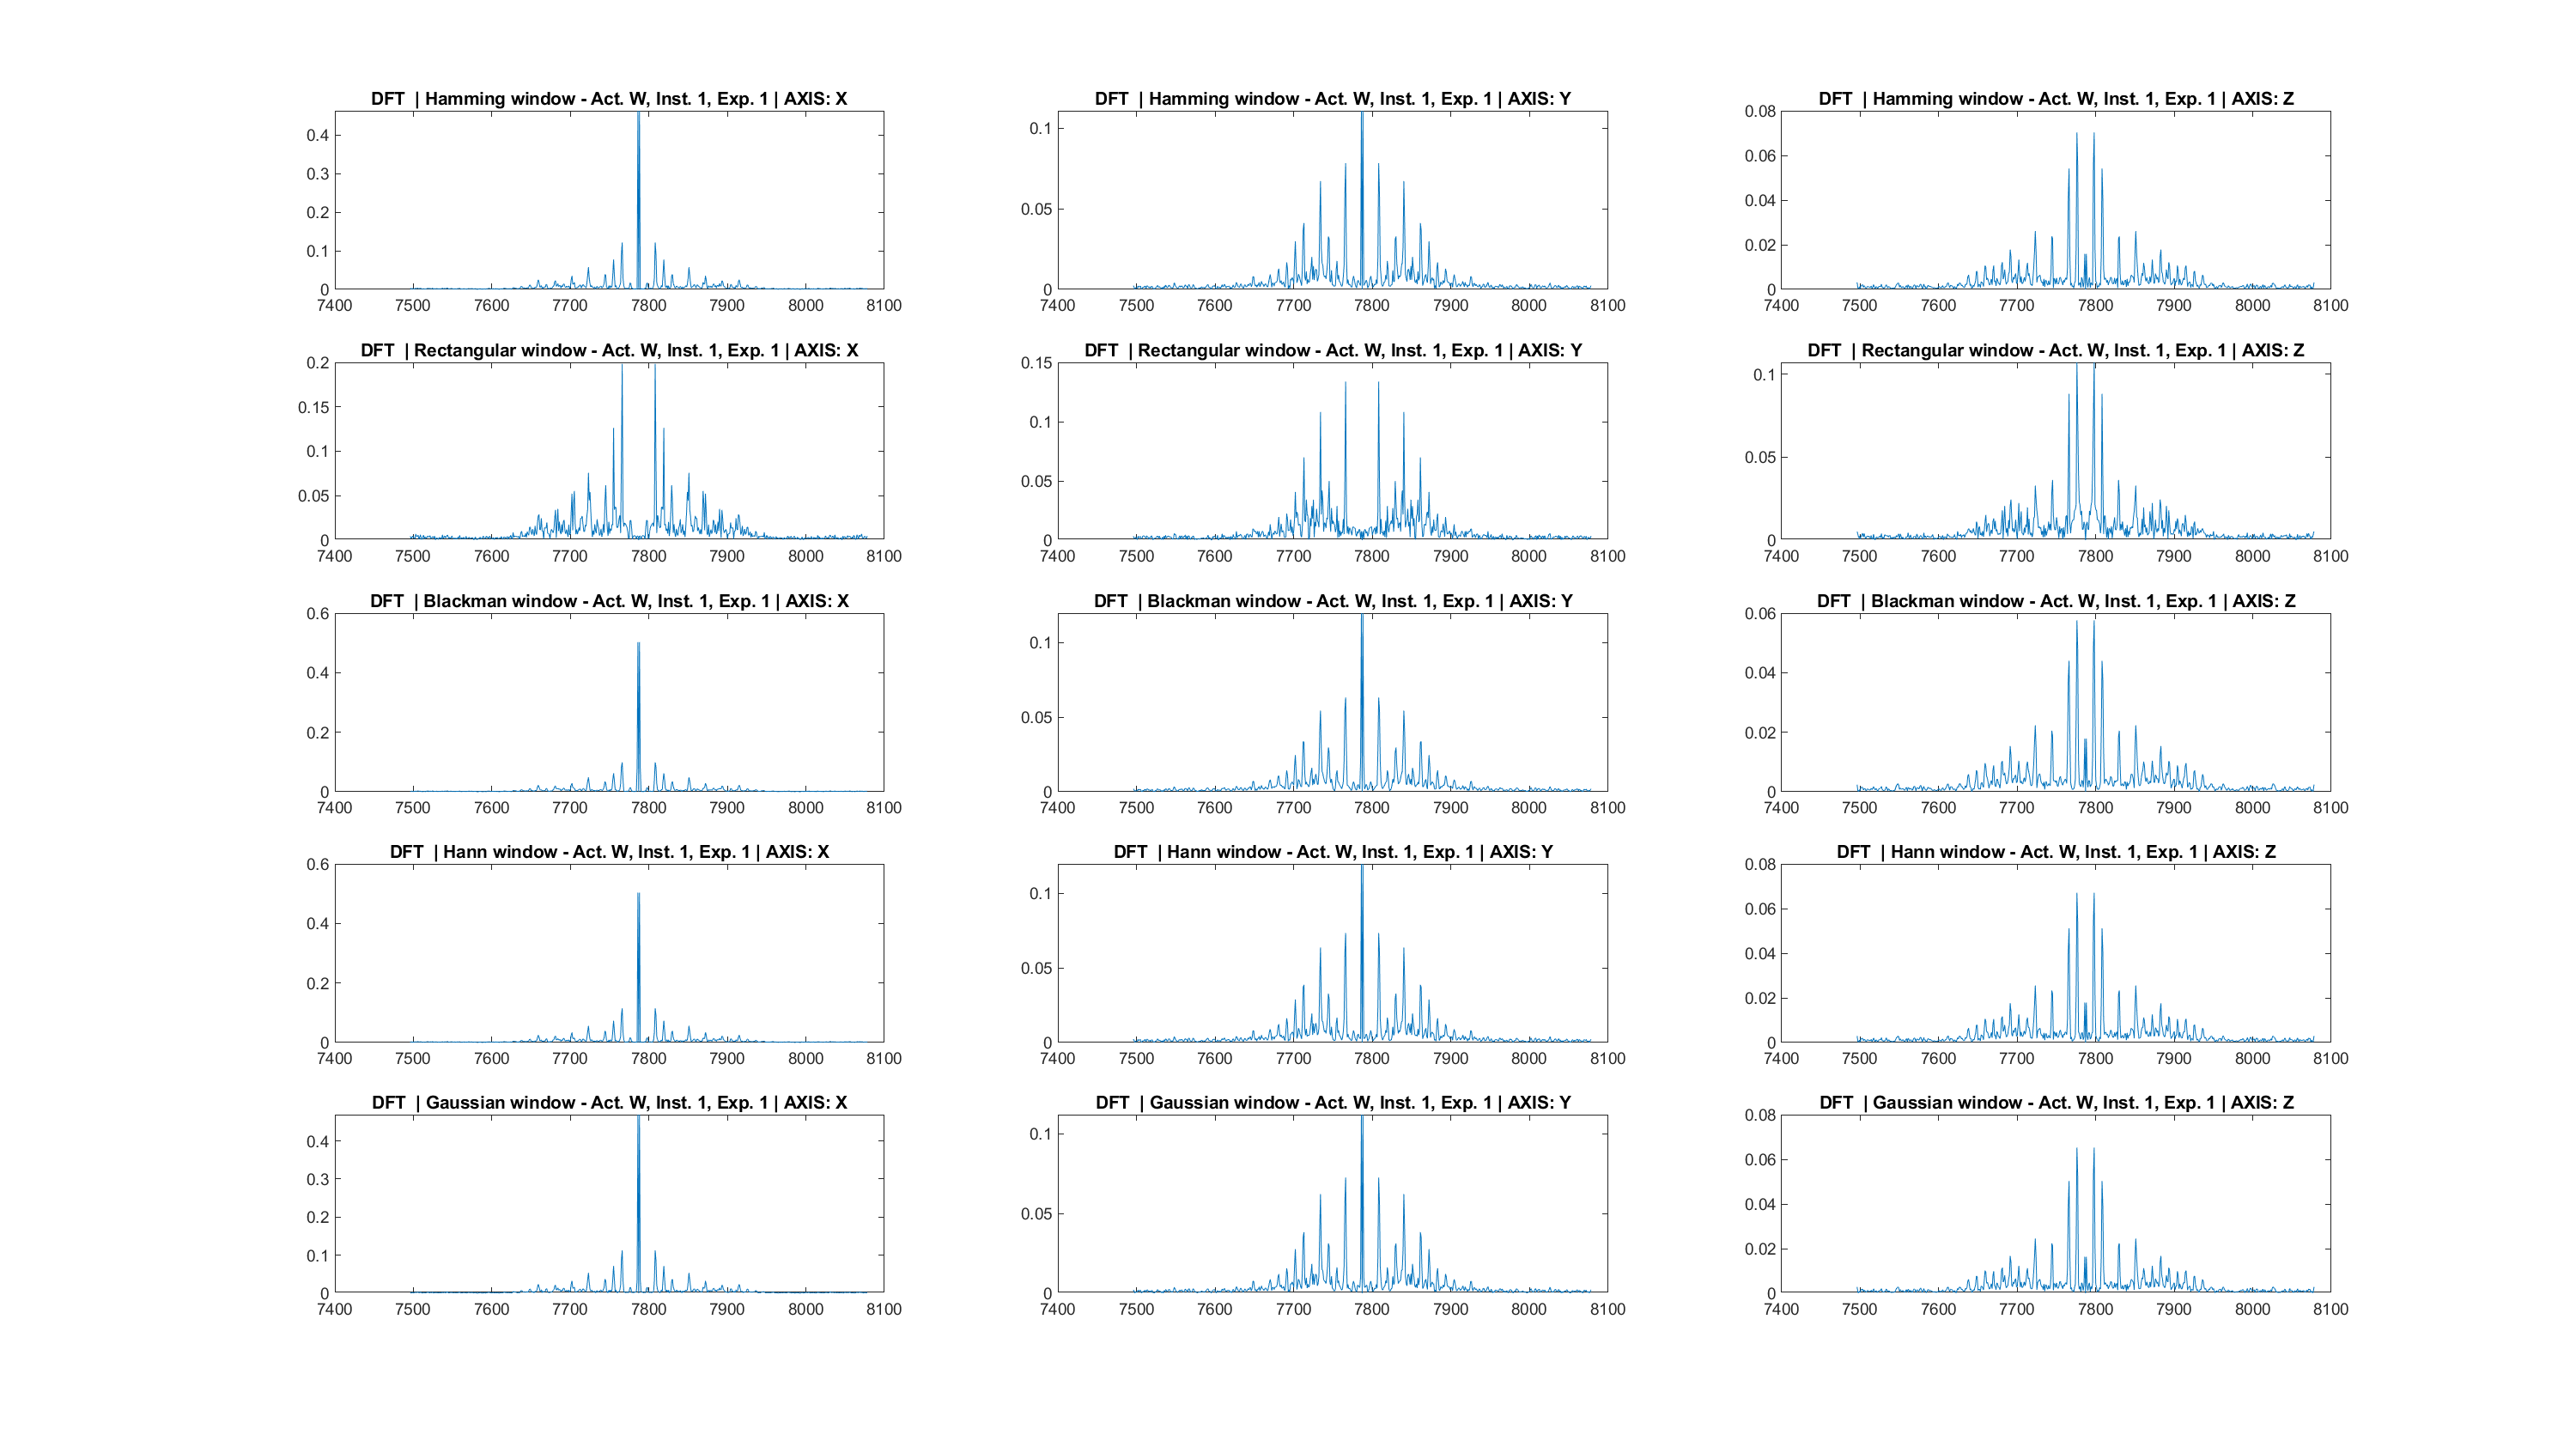 DFT | Hamming window - Act. W, Inst. 1, Exp. 1 | AXIS: X
0.4
0.3
0.2
0.1
0
7400 7500 7600 7700 7800 7900 8000 8100
DFT | Hamming window - Act. W, Inst. 1, Exp. 1 | AXIS: Y
0.1
0.05
0
7400 7500 7600 7700 7800 7900 8000 8100
DFT | Hamming window - Act. W, Inst. 1, Exp. 1 | AXIS: Z
0.08
0.06
0.04
0.02
0
7400 7500 7600 7700 7800 7900 8000 8100
DFT | Rectangular window - Act. W, Inst. 1, Exp. 1 | AXIS: X
0.2
0.15
0.1
0.05
0
7400 7500 7600 7700 7800 7900 8000 8100
DFT | Rectangular window - Act. W, Inst. 1, Exp. 1 | AXIS: Y
0.15
0.1
0.05
0
7400 7500 7600 7700 7800 7900 8000 8100
DFT | Rectangular window - Act. W, Inst. 1, Exp. 1 | AXIS: Z
0.1
0.05
0
7400 7500 7600 7700 7800 7900 8000 8100
DFT | Blackman window - Act. W, Inst. 1, Exp. 1 | AXIS: X
0.6
0.4
0.2
0
7400 7500 7600 7700 7800 7900 8000 8100
DFT | Blackman window - Act. W, Inst. 1, Exp. 1 | AXIS: Y
0.1
0.05
0
7400 7500 7600 7700 7800 7900 8000 8100
DFT | Blackman window - Act. W, Inst. 1, Exp. 1 | AXIS: Z
0.06
0.04
0.02
0
7400 7500 7600 7700 7800 7900 8000 8100
DFT | Hann window - Act. W, Inst. 1, Exp. 1 | AXIS: X
0.6
0.4
0.2
0
7400 7500 7600 7700 7800 7900 8000 8100
DFT | Hann window - Act. W, Inst. 1, Exp. 1 | AXIS: Y
0.1
0.05
0
7400 7500 7600 7700 7800 7900 8000 8100
DFT | Hann window - Act. W, Inst. 1, Exp. 1 | AXIS: Z
0.08
0.06
0.04
0.02
0
7400 7500 7600 7700 7800 7900 8000 8100
DFT | Gaussian window - Act. W, Inst. 1, Exp. 1 | AXIS: X
0.4
0.3
0.2
0.1
0
7400 7500 7600 7700 7800 7900 8000 8100
DFT | Gaussian window - Act. W, Inst. 1, Exp. 1 | AXIS: Y
0.1
0.05
0
7400 7500 7600 7700 7800 7900 8000 8100
DFT | Gaussian window - Act. W, Inst. 1, Exp. 1 | AXIS: Z
0.08
0.06
0.04
0.02
0
7400 7500 7600 7700 7800 7900 8000 8100